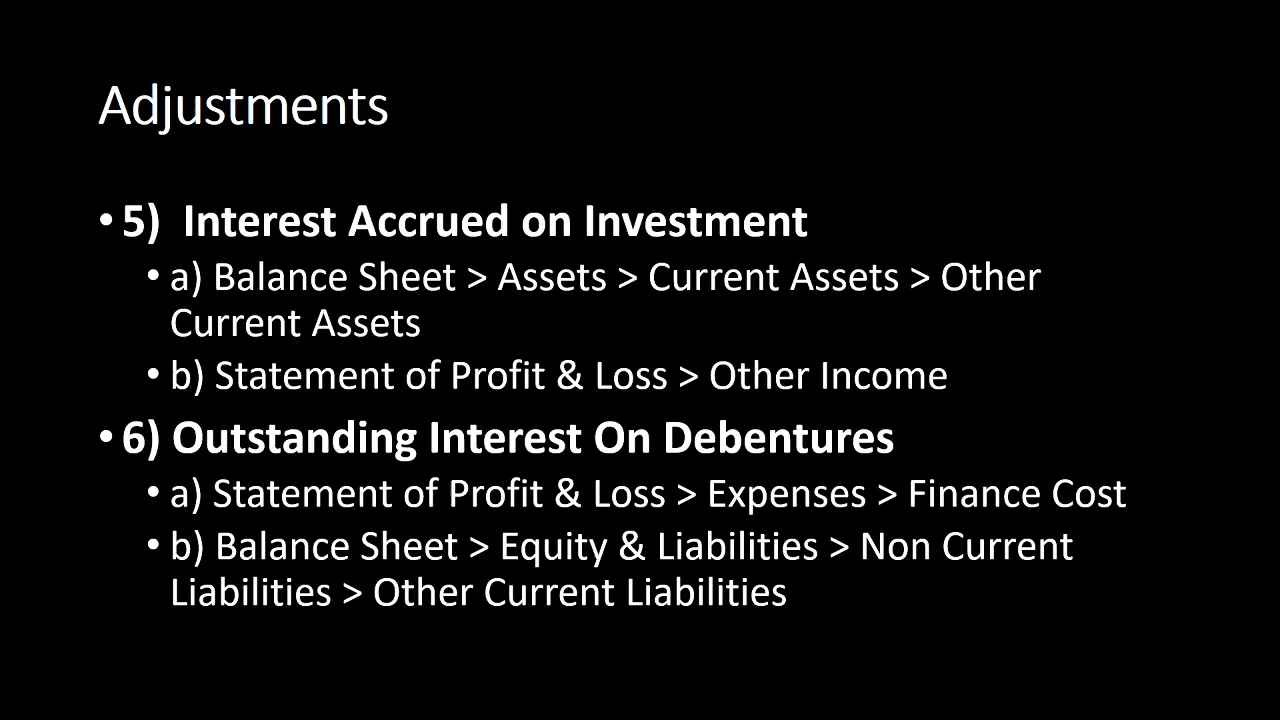 Adjustments
• 5)  Interest Accrued on Investment
• a) Balance Sheet > Assets > Current Assets > Other
Current Assets
• b) Statement of Profit & Loss > Other Income
• 6) Outstanding Interest On Debentures
• a) Statement of Profit & Loss > Expenses > Finance Cost
• b) Balance Sheet > Equity & Liabilities > Non Current
Liabilities > Other Current Liabilities